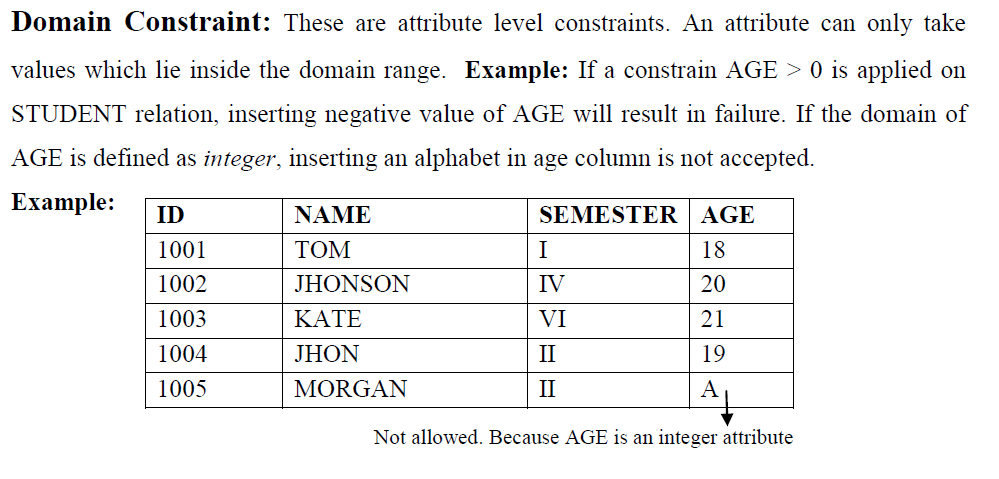 Domain Constraint: These are attribute level constraints. An attribute can only take
values which lie inside the domain range. Example: If a constrain AGE > 0 is applied on
STUDENT relation, inserting negative value of AGE will result in failure. If the domain of
AGE is defined as integer, inserting an alphabet in age column is not accepted.
Example:
ID NAME SEMESTER AGE
1001 TOM I 18
1002 JHONSON IV 20
1003 KATE VI 21
1004 JHON II 19
1005 MORGAN II A
Not allowed. Because AGE is an integer attribute